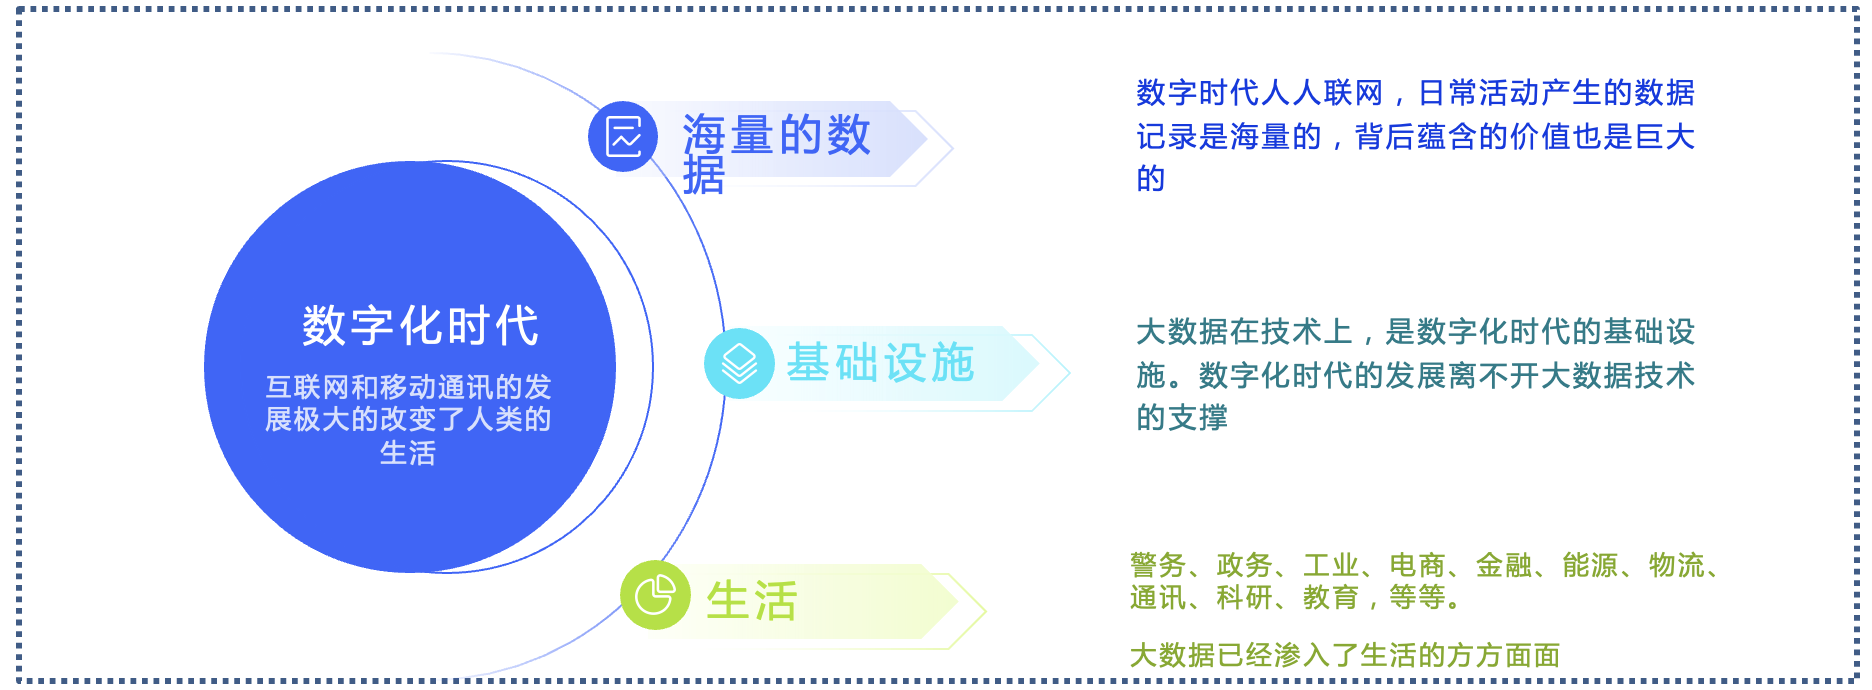 数字化时代
互联网和移动通讯的发
展极大的改变了人类的
生活
海量的数
据
数字时代人人联网，日常活动产生的数据
记录是海量的，背后蕴含的价值也是巨大
的
基础设施
大数据在技术上，是数字化时代的基础设
施。数字化时代的发展离不开大数据技术
的支撑
生活
警务、政务、工业、电商、金融、能源、物流、
通讯、科研、教育，等等。
大数据已经渗入了生活的方方面面